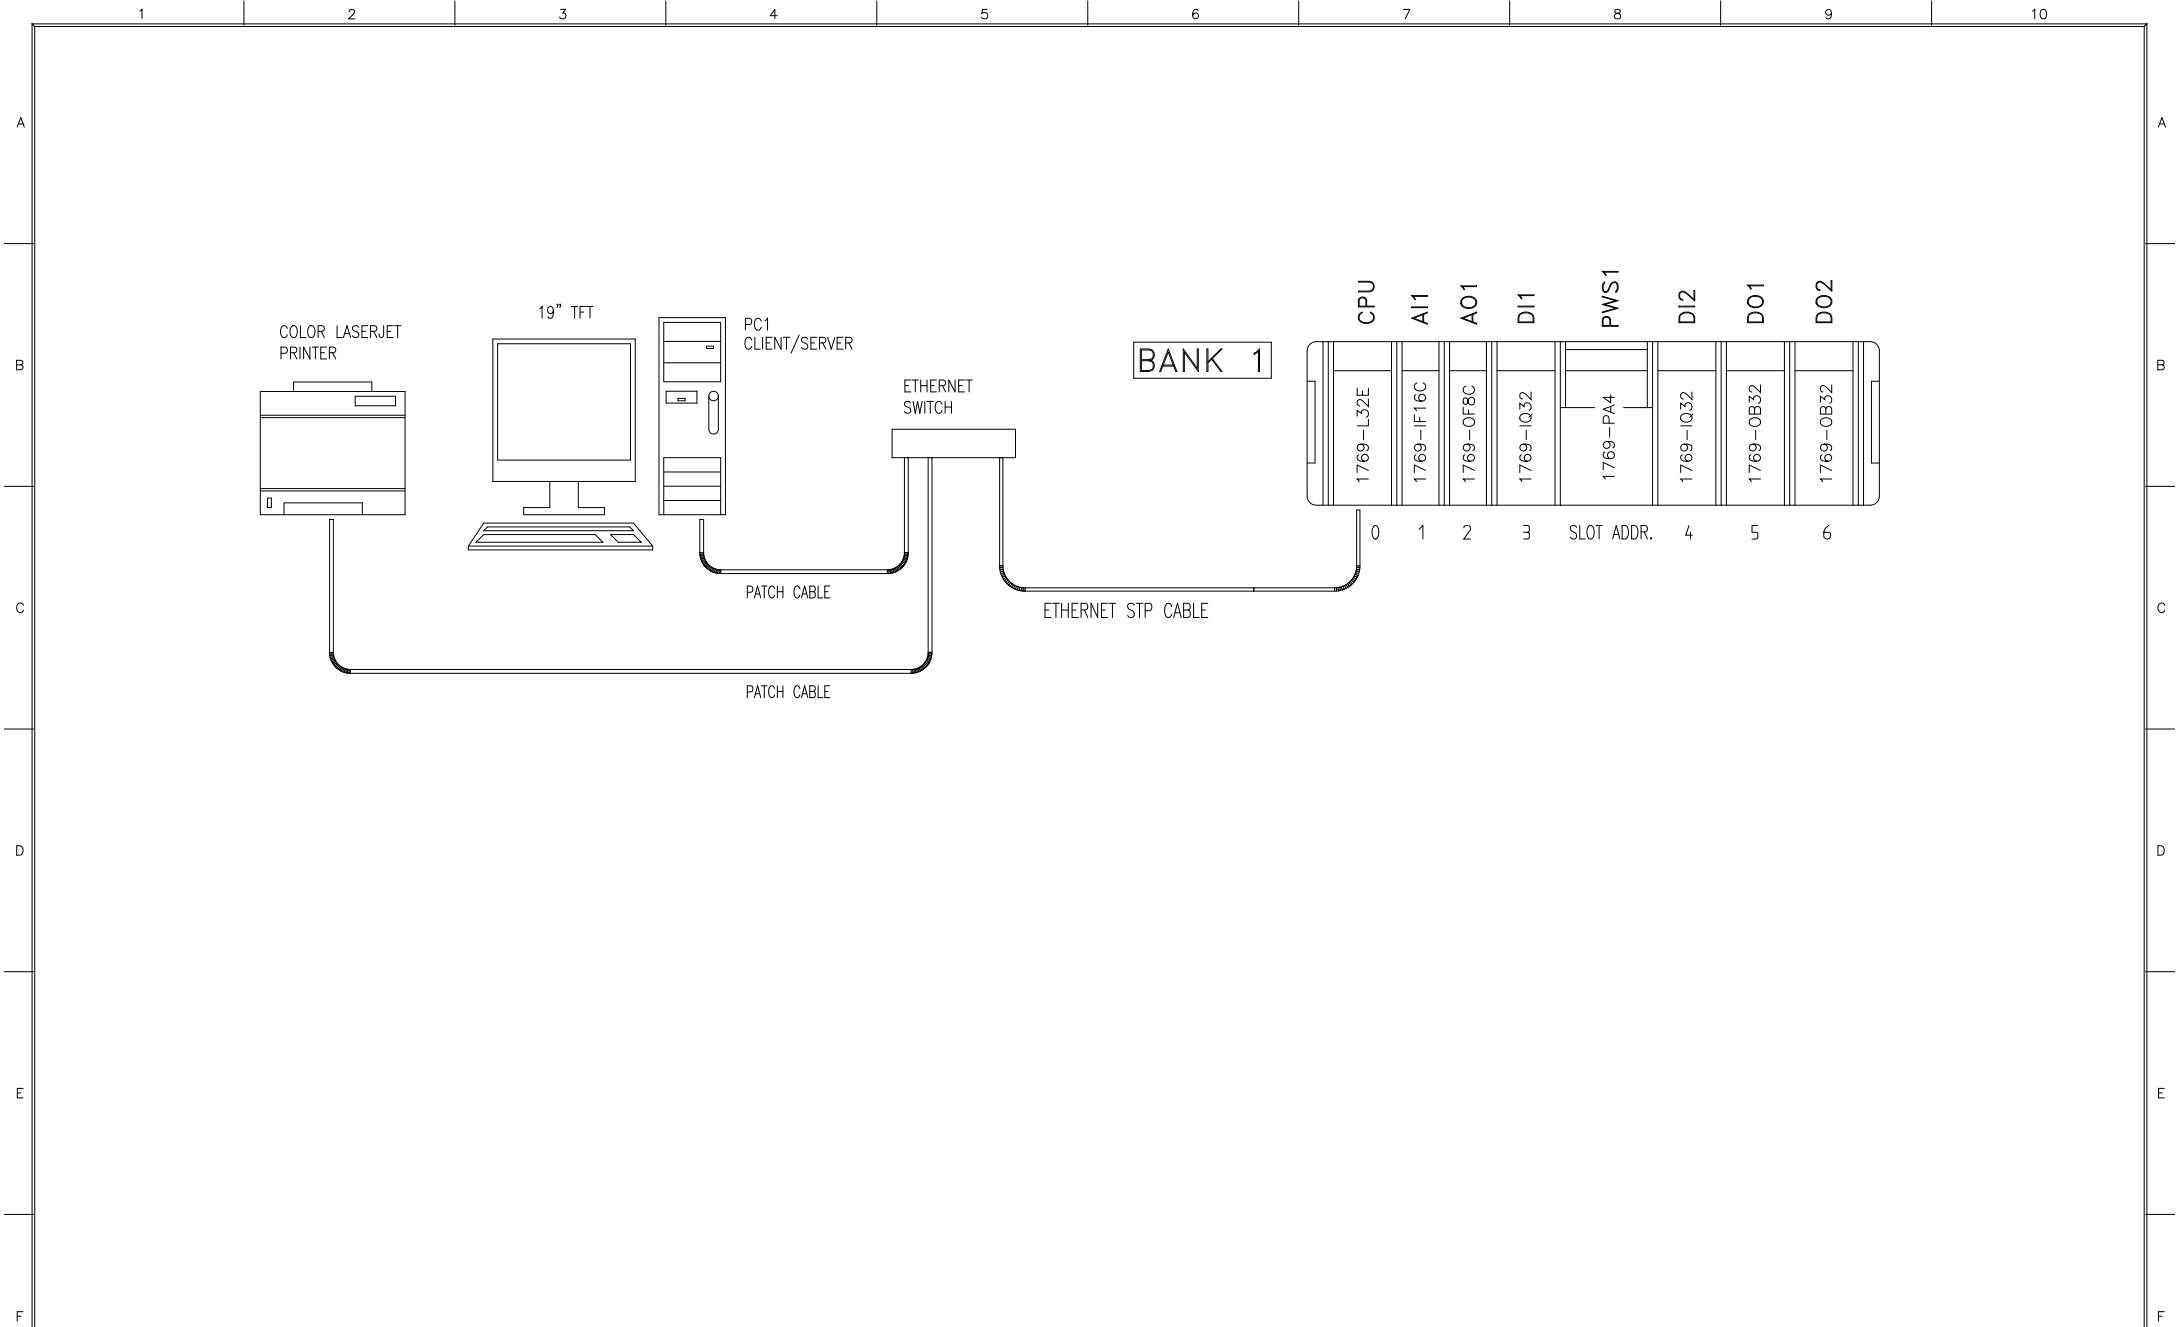 1 2 3 4 5 6 7 8 9 10
A A
CPU AI1 AO1 DI1 PWS1 DI2 DO1 DO2
19" TFT
COLOR LASERJET
PRINTER
PC1
CLIENT/SERVER
BANK 1
B B
ETHERNET
SWITCH
1769-L32E 1769-IF16C 1769-OF8C 1769-IQ32 1769-PA4 1769-IQ32 1769-OB32 1769-OB32
0 1 2 3 SLOT ADDR. 4 5 6
PATCH CABLE
C C
ETHERNET STP CABLE
PATCH CABLE
D D
E E
F F